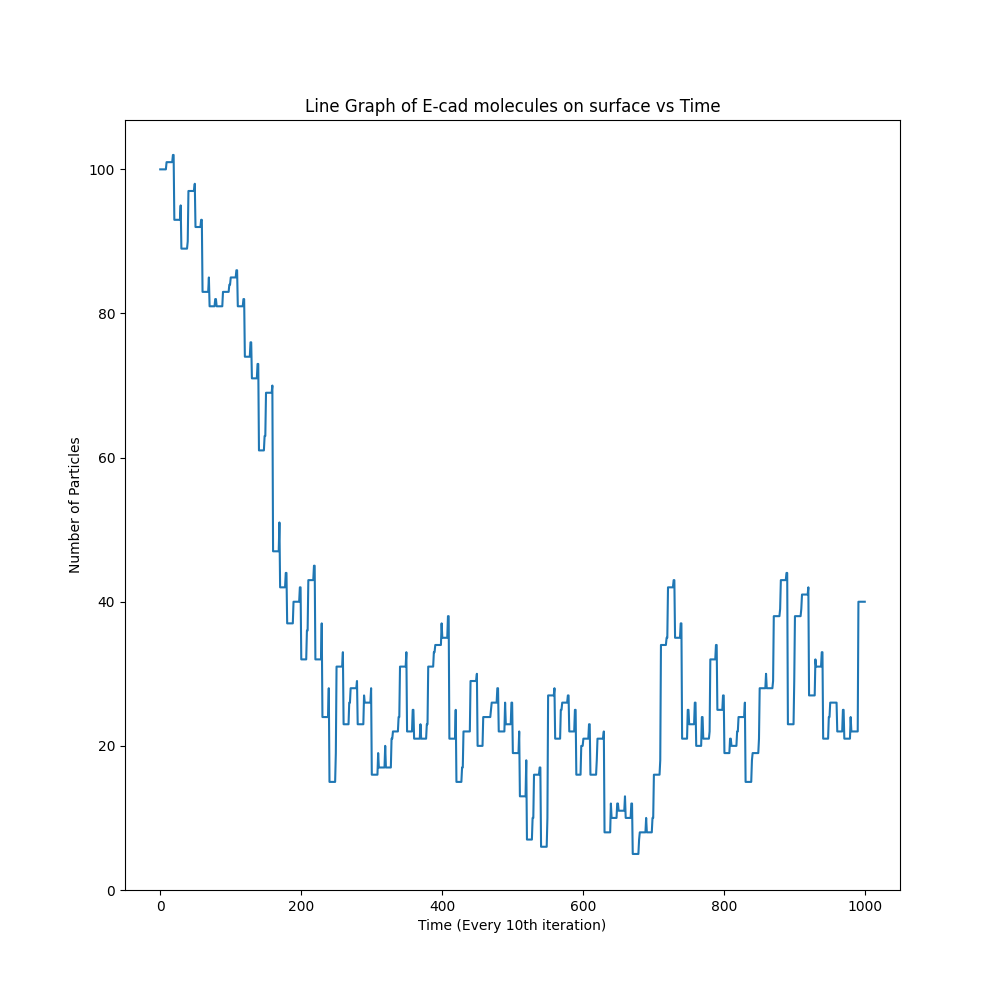 Line Graph of E-cad molecules on surface vs Time
100
80
60
40
20
0
Number of Particles
0 200 400 600 800 1000
Time (Every 10th iteration)